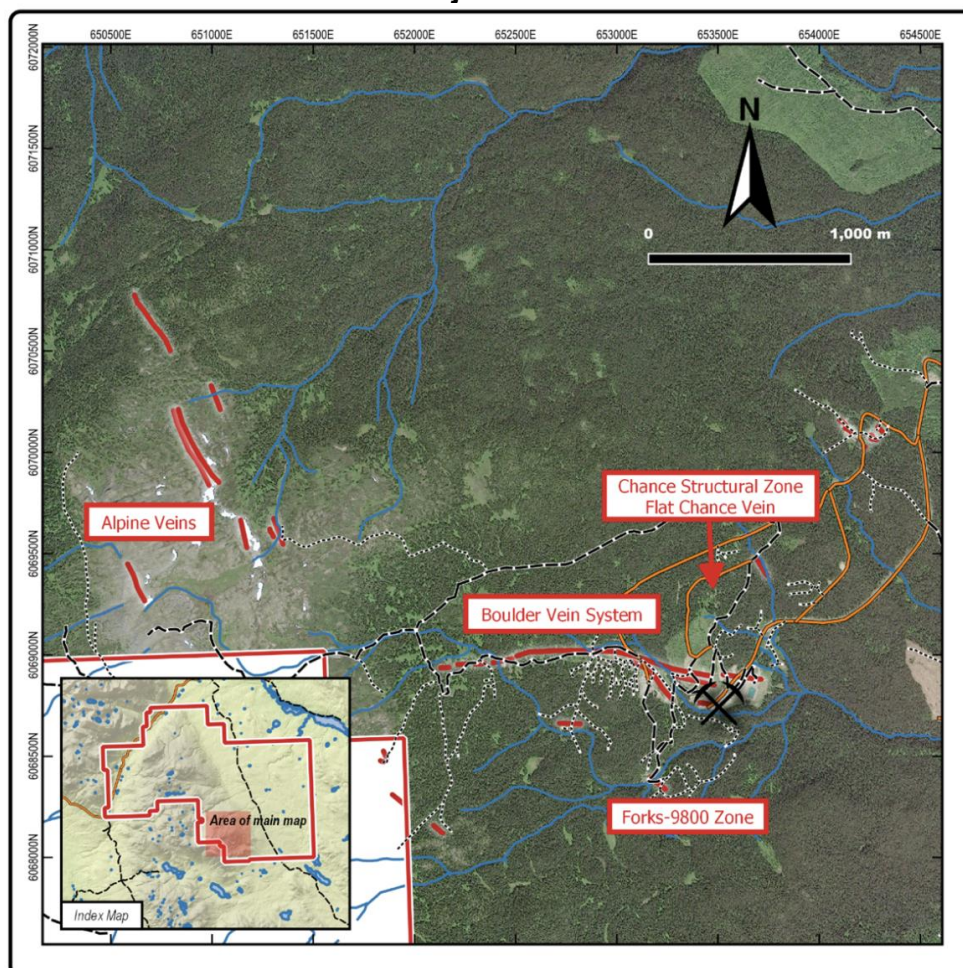 650500E 651000E 651500E 652000E 652500E 653000E 653500E 654000E 654500E
6072000N
6071500N
6071000N
6070500N
6070000N
6069500N
6069000N
6068500N
6068000N
N
0 1,000 m
Alpine Veins
Chance Structural Zone
Flat Chance Vein
Boulder Vein System
Forks-9800 Zone
Area of main map
Index Map